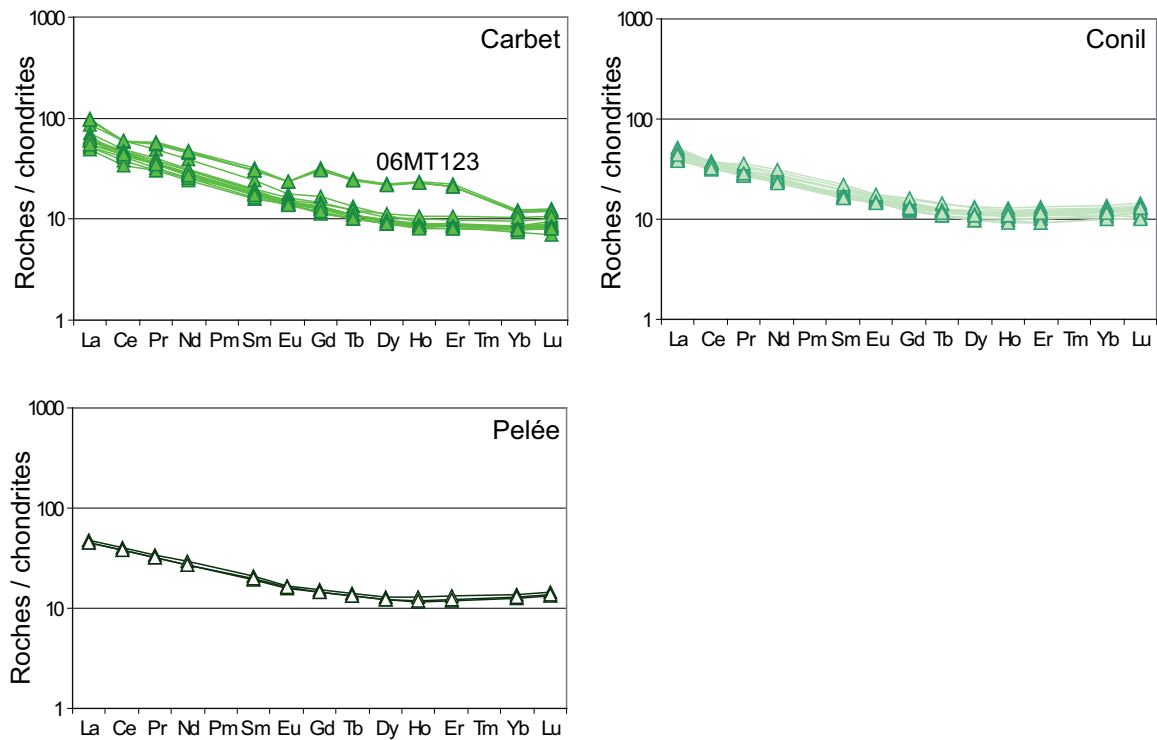 Carbet
Roches / chondrites
1000
100
10
1
06MT123
La Ce Pr Nd Pm Sm Eu Gd Tb Dy Ho Er Tm Yb Lu
Conil
Roches / chondrites
1000
100
10
1
La Ce Pr Nd Pm Sm Eu Gd Tb Dy Ho Er Tm Yb Lu
Pelée
Roches / chondrites
1000
100
10
1
La Ce Pr Nd Pm Sm Eu Gd Tb Dy Ho Er Tm Yb Lu